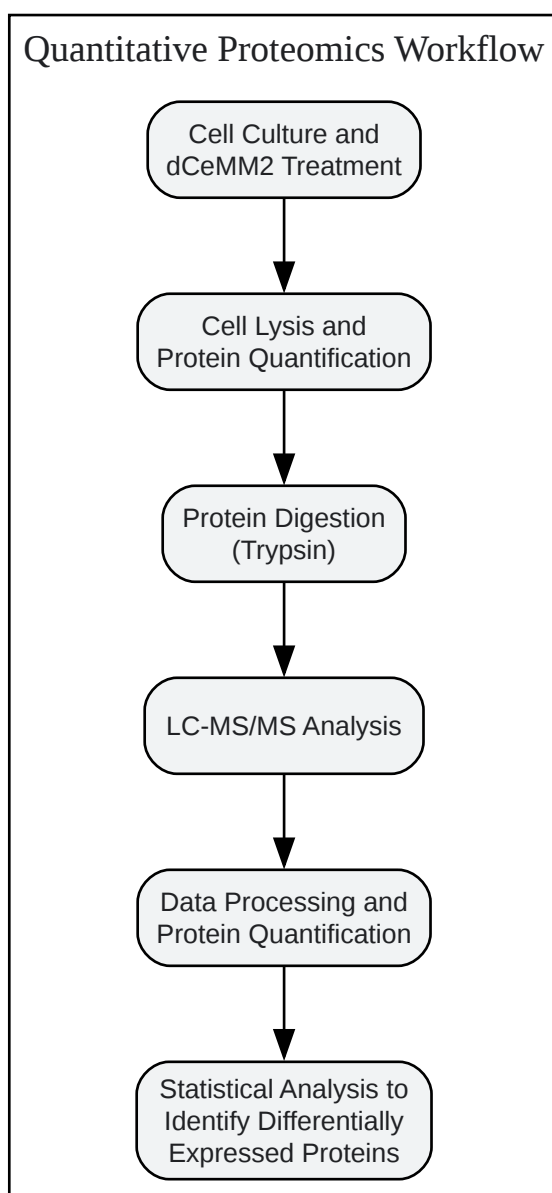 Quantitative Proteomics Workflow
Cell Culture and
dCeMM2 Treatment
Cell Lysis and
Protein Quantification
Protein Digestion
(Trypsin)
LC-MS/MS Analysis
Data Processing and
Protein Quantification
Statistical Analysis to
Identify Differentially
Expressed Proteins